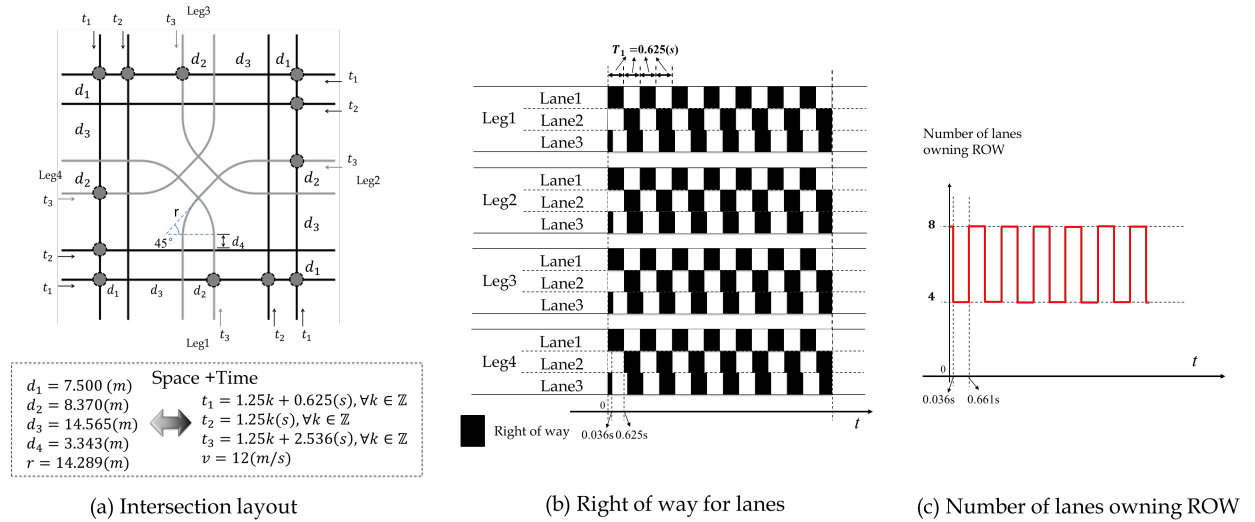 t₁ t₂ t₃ Leg3
d₂ d₃ d₁
d₁ t₁
t₂
d₃
t₃
Leg4 d₂ d₂ Leg2
t₃ r
45° d₄ d₃
t₂
t₁ d₁ d₃ d₂ d₁
t₃ t₂ t₁
Leg1
Space +Time
d₁ = 7.500 (m)
d₂ = 8.370(m)
d₃ = 14.565(m)
d₄ = 3.343(m)
r = 14.289(m)
t₁ = 1.25k + 0.625(s), ∀k ∈ ℤ
t₂ = 1.25k(s), ∀k ∈ ℤ
t₃ = 1.25k + 2.536(s), ∀k ∈ ℤ
v = 12(m/s)
(a) Intersection layout
T₁ =0.625(s)
Leg1
Lane1
Lane2
Lane3
Leg2
Lane1
Lane2
Lane3
Leg3
Lane1
Lane2
Lane3
Leg4
Lane1
Lane2
Lane3
0 t
0.036s 0.625s
Right of way
(b) Right of way for lanes
Number of lanes
owning ROW
8
4
0 t
0.036s 0.661s
(c) Number of lanes owning ROW